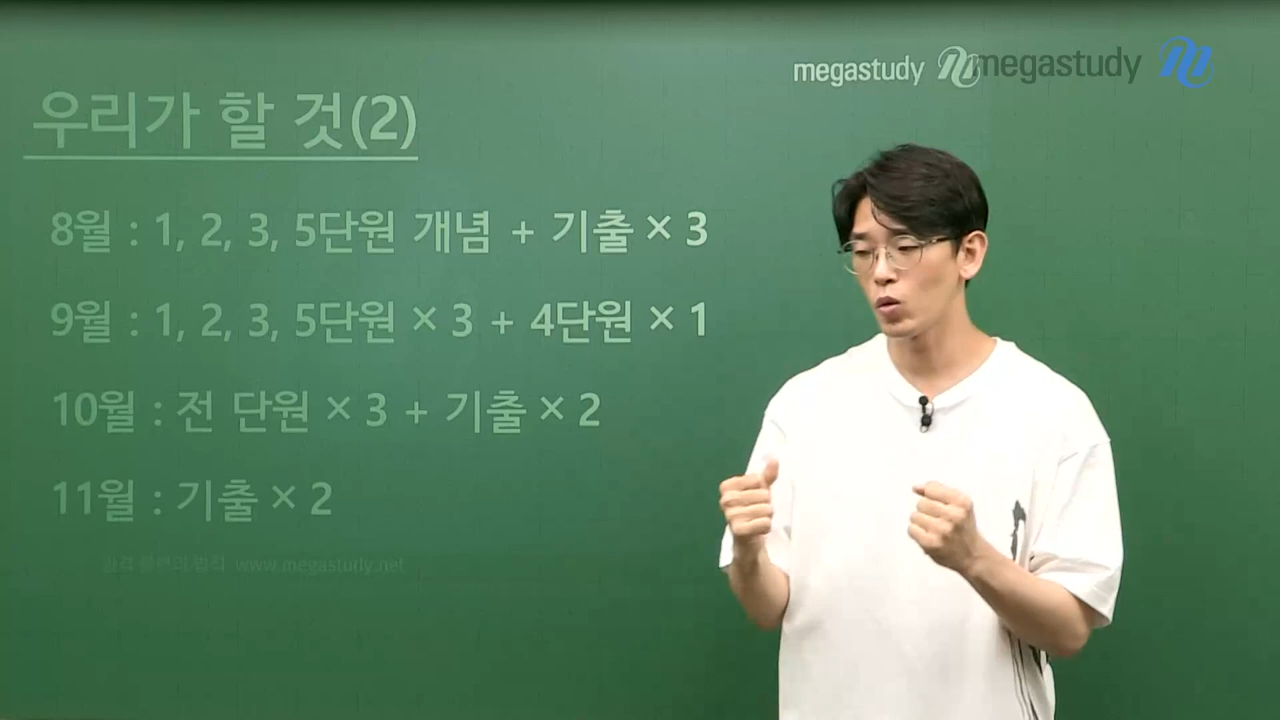 megastudy megastudy
우리가 할 것(2)
8월 : 1, 2, 3, 5단원 개념 + 기출 × 3
9월 : 1, 2, 3, 5단원 × 3 + 4단원 × 1
10월 : 전 단원 × 3 + 기출 × 2
11월 : 기출 × 2
www.megastudy.net